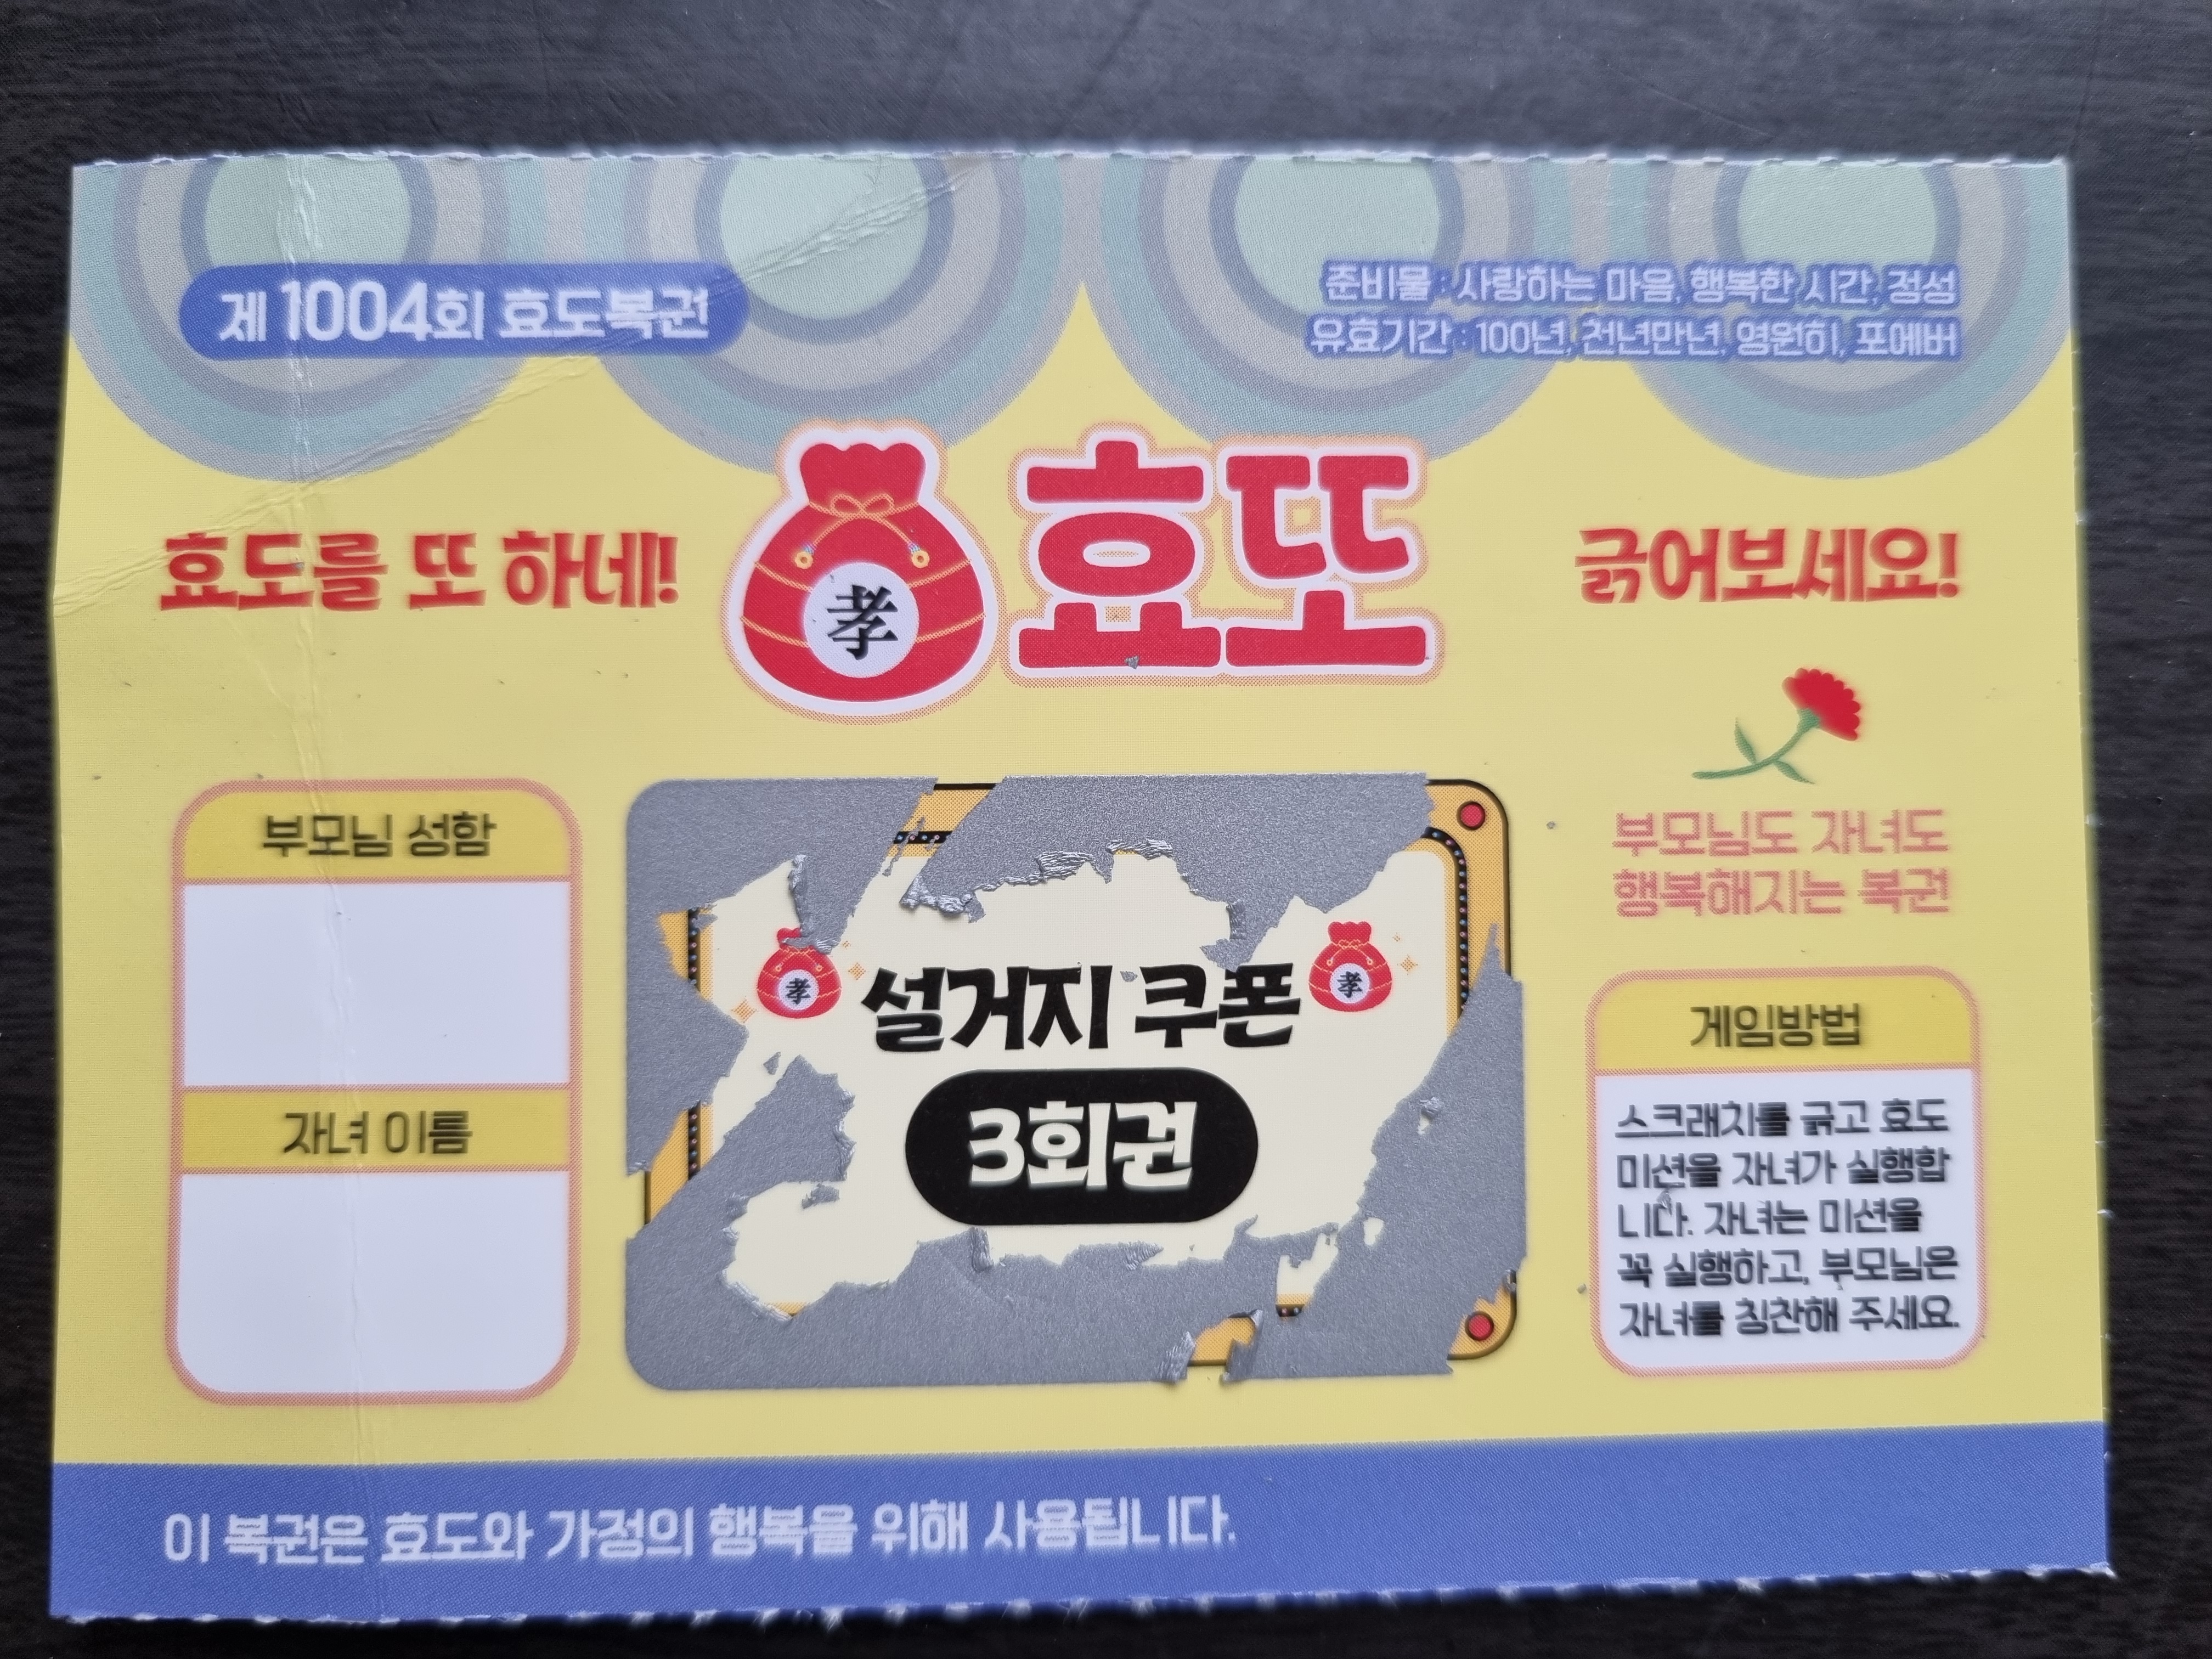 제 1004회 효도복권
준비물 : 사랑하는 마음, 행복한 시간, 정성
유효기간 : 100년, 천년만년, 영원히, 포에버
효도를 또 하네!
孝
효또
긁어보세요!
부모님도 자녀도
행복해지는 복권
부모님 성함
자녀 이름
孝
설거지 쿠폰
孝
3회권
게임방법
스크래치를 긁고 효도
미션을 자녀가 실행합
니다. 자녀는 미션을
꼭 실행하고, 부모님은
자녀를 칭찬해 주세요.
이 복권은 효도와 가정의 행복을 위해 사용됩니다.